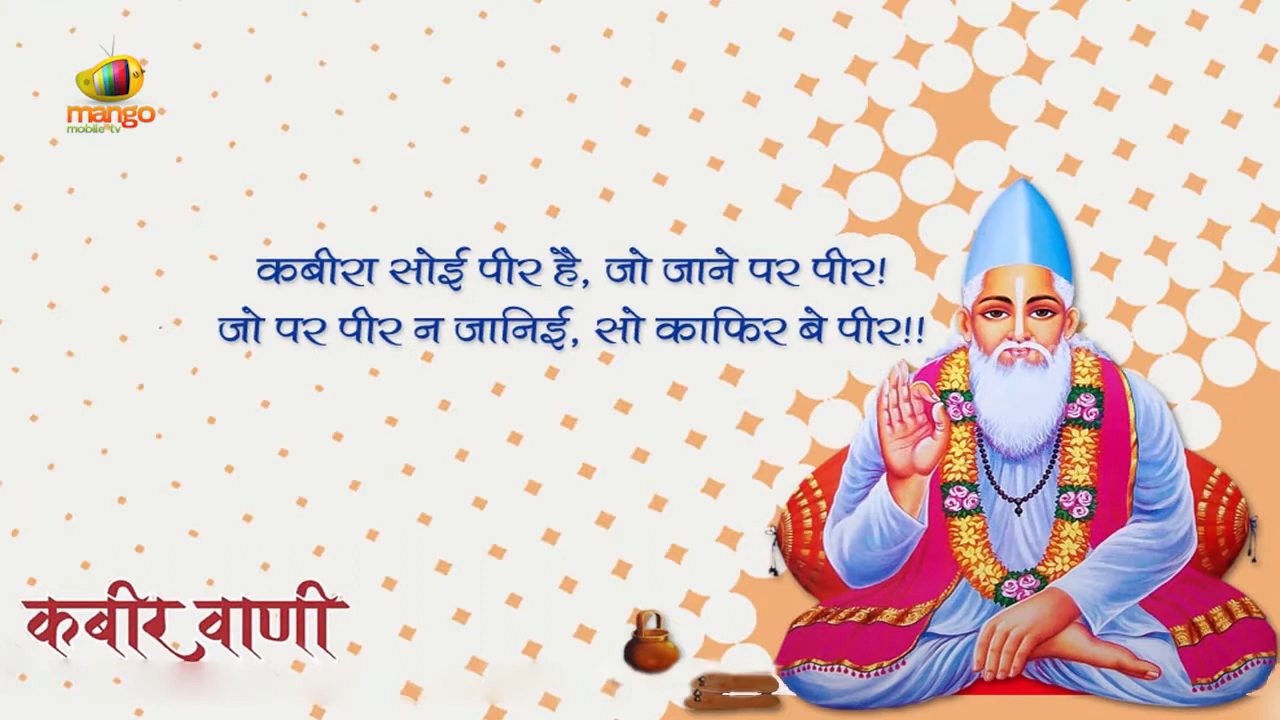 mango
mobile tv
कबीरा सोई पीर है, जो जाने पर पीर!
जो पर पीर न जानिई, सो काफिर बे पीर!!
कबीर वाणी